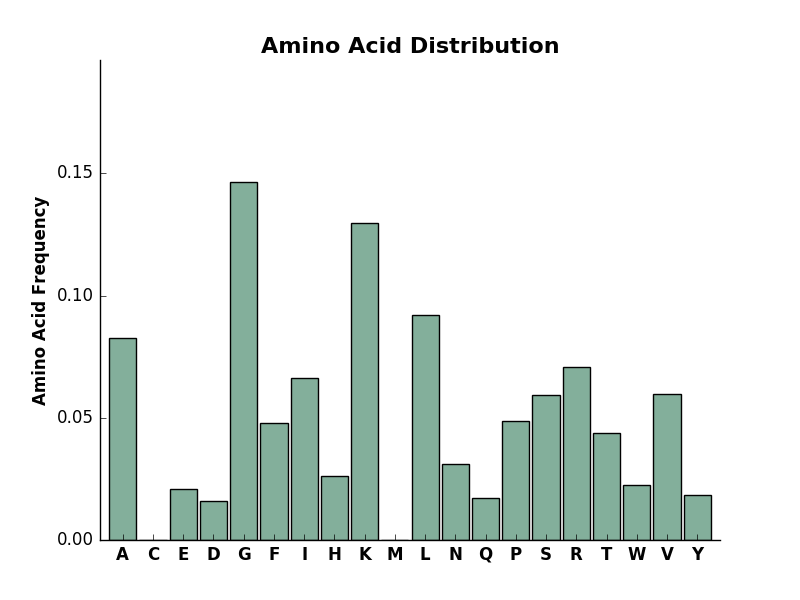 Amino Acid Distribution
Amino Acid Frequency
0.15
0.10
0.05
0.00
A C E D G F I H K M L N Q P S R T W V Y